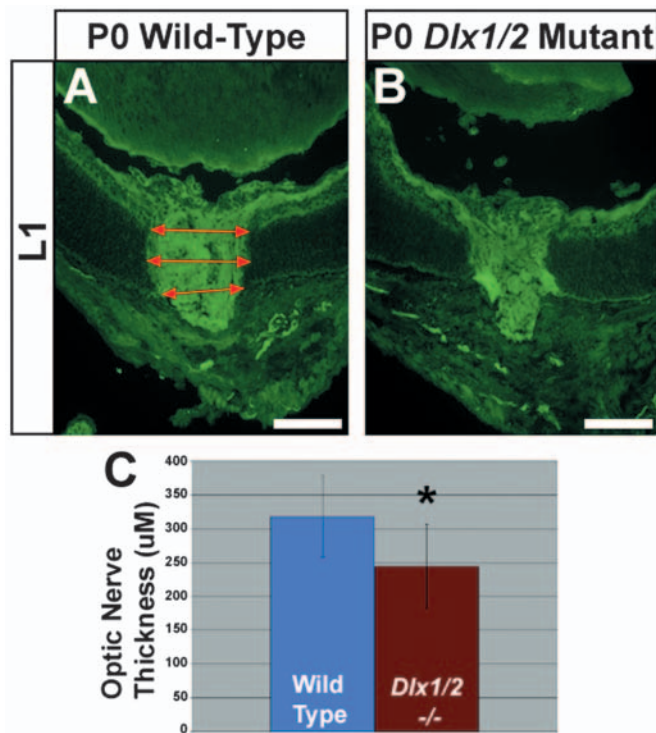 P0 Wild-Type
P0 Dlx1/2 Mutant
L1
A
B
C
Optic Nerve
Thickness (uM)
400
350
300
250
200
150
100
50
0
*
Wild
Type
Dlx1/2
-/-